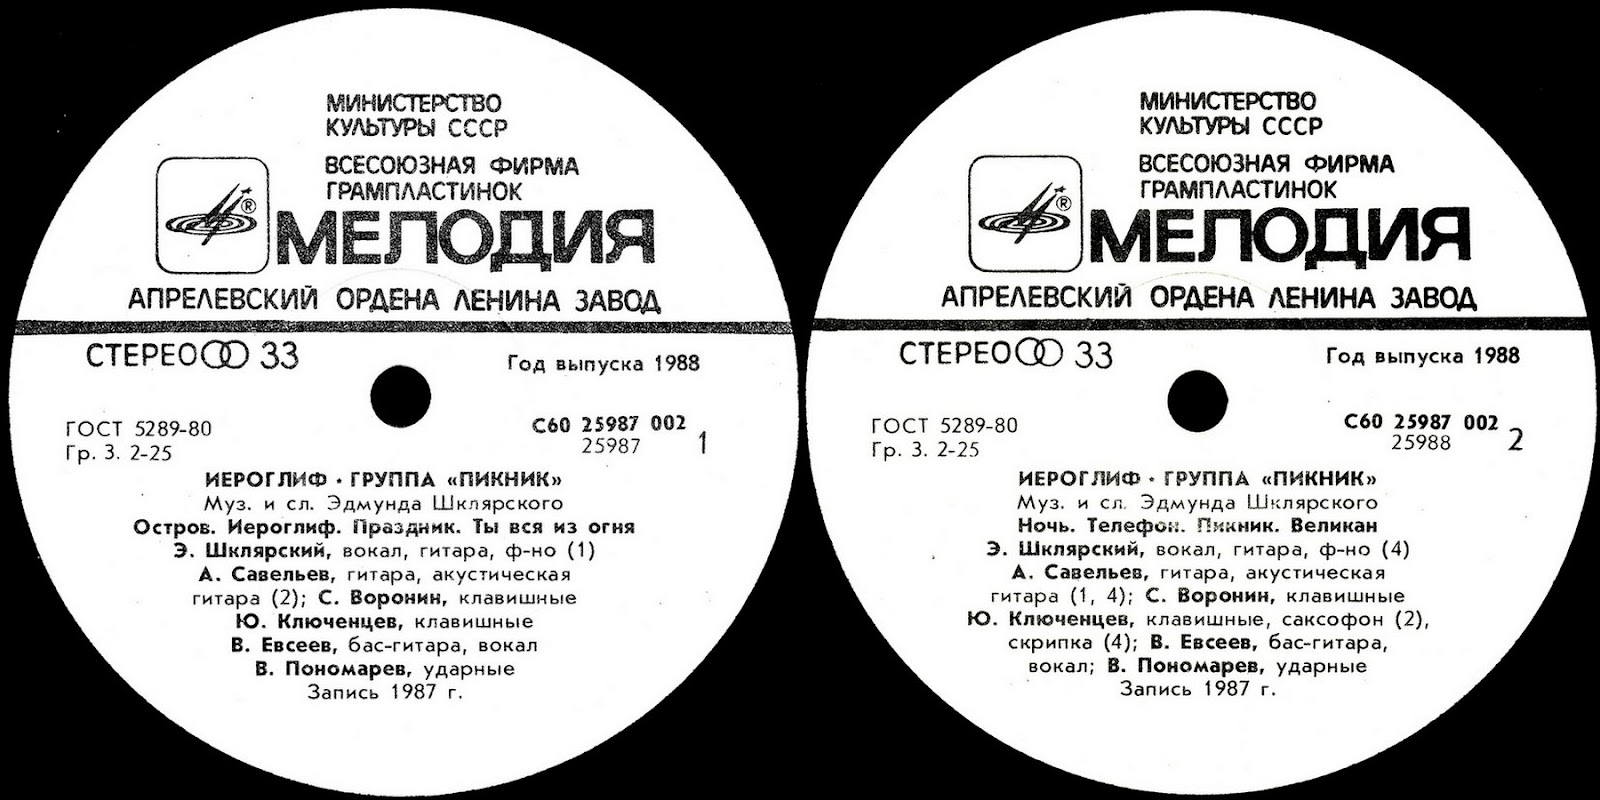 МИНИСТЕРСТВО
КУЛЬТУРЫ СССР
ВСЕСОЮЗНАЯ ФИРМА
ГРАМПЛАСТИНОК
® МЕЛОДИЯ
АПРЕЛЕВСКИЙ ОРДЕНА ЛЕНИНА ЗАВОД
СТЕРЕО 33
Год выпуска 1988
ГОСТ 5289-80
Гр. 3. 2-25
С60 25987 002
25987
1
ИЕРОГЛИФ · ГРУППА «ПИКНИК»
Муз. и сл. Эдмунда Шклярского
Остров. Иероглиф. Праздник. Ты вся из огня
Э. Шклярский, вокал, гитара, ф-но (1)
А. Савельев, гитара, акустическая
гитара (2); С. Воронин, клавишные
Ю. Ключенцев, клавишные
В. Евсеев, бас-гитара, вокал
В. Пономарев, ударные
Запись 1987 г.
МИНИСТЕРСТВО
КУЛЬТУРЫ СССР
ВСЕСОЮЗНАЯ ФИРМА
ГРАМПЛАСТИНОК
® МЕЛОДИЯ
АПРЕЛЕВСКИЙ ОРДЕНА ЛЕНИНА ЗАВОД
СТЕРЕО 33
Год выпуска 1988
ГОСТ 5289-80
Гр. 3. 2-25
С60 25987 002
25988
2
ИЕРОГЛИФ · ГРУППА «ПИКНИК»
Муз. и сл. Эдмунда Шклярского
Ночь. Телефон. Пикник. Великан
Э. Шклярский, вокал, гитара, ф-но (4)
А. Савельев, гитара, акустическая
гитара (1, 4); С. Воронин, клавишные
Ю. Ключенцев, клавишные, саксофон (2),
скрипка (4); В. Евсеев, бас-гитара,
вокал; В. Пономарев, ударные
Запись 1987 г.